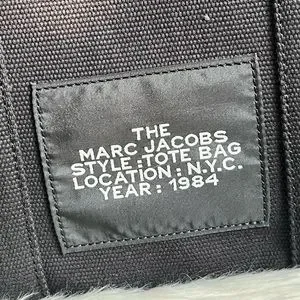 THE
MARC JACOBS
STYLE :TOTE BAG
LOCATION : N.Y.C.
YEAR : 1984